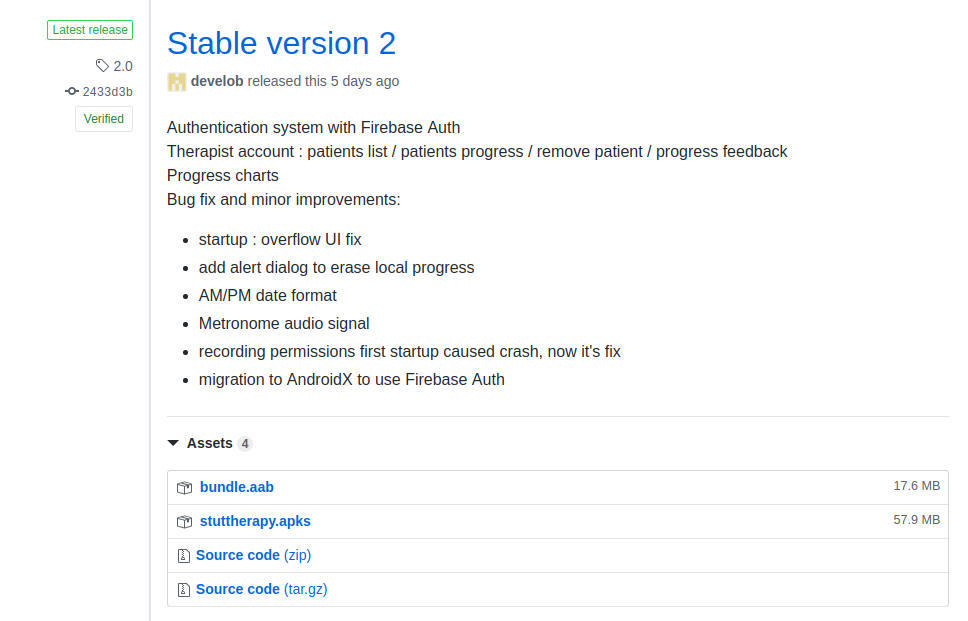 Latest release
2.0
2433d3b
Verified
Stable version 2
develob released this 5 days ago
Authentication system with Firebase Auth
Therapist account : patients list / patients progress / remove patient / progress feedback
Progress charts
Bug fix and minor improvements:
startup : overflow UI fix
add alert dialog to erase local progress
AM/PM date format
Metronome audio signal
recording permissions first startup caused crash, now it's fix
migration to AndroidX to use Firebase Auth
Assets 4
bundle.aab 17.6 MB
stuttherapy.apks 57.9 MB
Source code (zip)
Source code (tar.gz)